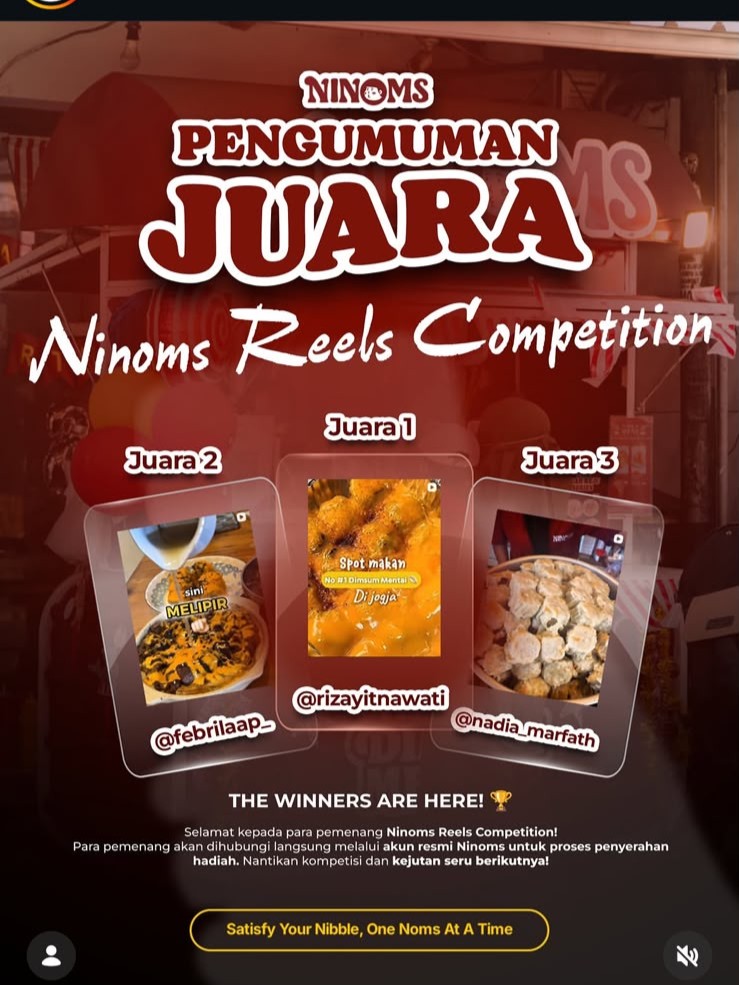 NINOMS
PENGUMUMAN
JUARA
MS
Ninoms Reels Competition
Juara 1
Juara 2
Juara 3
Spot makan
No #1 Dimsum Mentai
Di jogja
sini
MELIPIR
@rizayitnawati
@febrilaap_
@nadia_marfath
THE WINNERS ARE HERE! 🏆
Selamat kepada para pemenang Ninoms Reels Competition!
Para pemenang akan dihubungi langsung melalui akun resmi Ninoms untuk proses penyerahan
hadiah. Nantikan kompetisi dan kejutan seru berikutnya!
Satisfy Your Nibble, One Noms At A Time